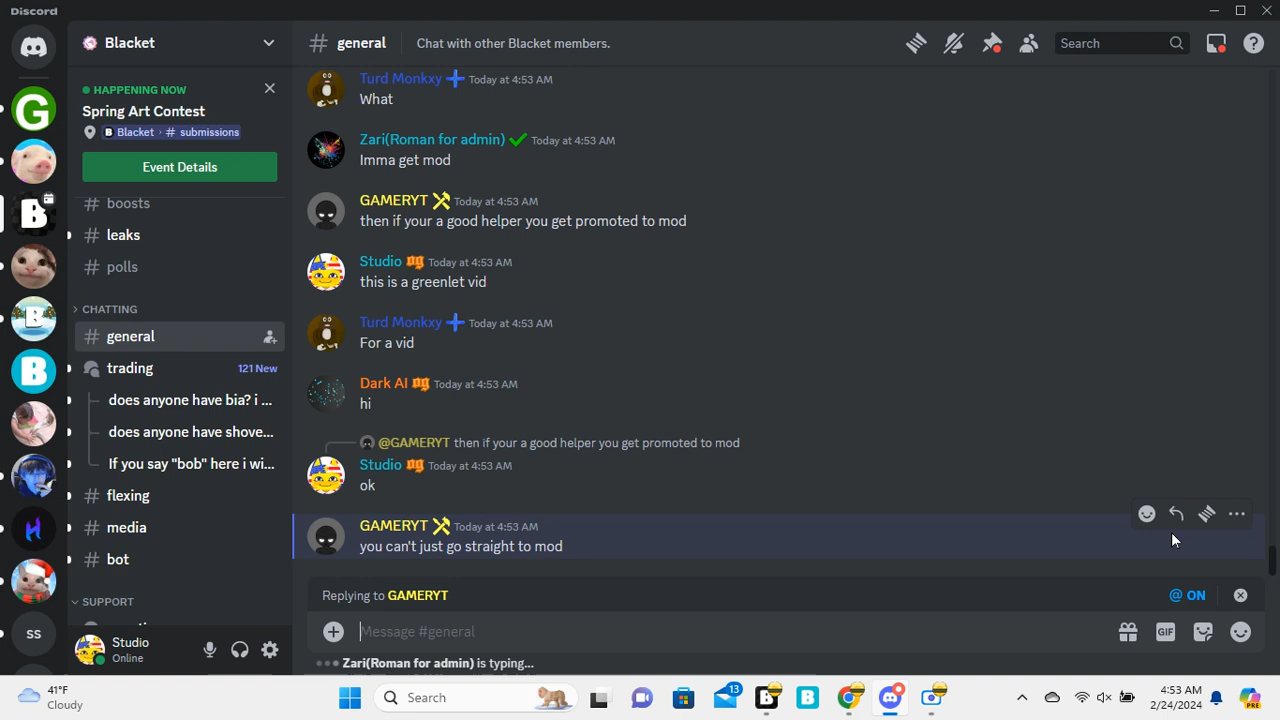 Discord
Blacket
HAPPENING NOW
Spring Art Contest
B Blacket › # submissions
Event Details
# boosts
# leaks
# polls
CHATTING
# general
trading 121 New
does anyone have bia? i ...
does anyone have shove...
If you say "bob" here i wi...
# flexing
# media
# bot
SUPPORT
Studio
Online
# general
Chat with other Blacket members.
Search
Turd Monkxy Today at 4:53 AM
What
Zari(Roman for admin) Today at 4:53 AM
Imma get mod
GAMERYT Today at 4:53 AM
then if your a good helper you get promoted to mod
Studio og Today at 4:53 AM
this is a greenlet vid
Turd Monkxy Today at 4:53 AM
For a vid
Dark AI og Today at 4:53 AM
hi
@GAMERYT then if your a good helper you get promoted to mod
Studio og Today at 4:53 AM
ok
GAMERYT Today at 4:53 AM
you can't just go straight to mod
Replying to GAMERYT
@ ON
Message #general
GIF
Zari(Roman for admin) is typing...
G
B
B
B
H
SS
41°F
Cloudy
Search
13
B
B
4:53 AM
2/24/2024
PRE